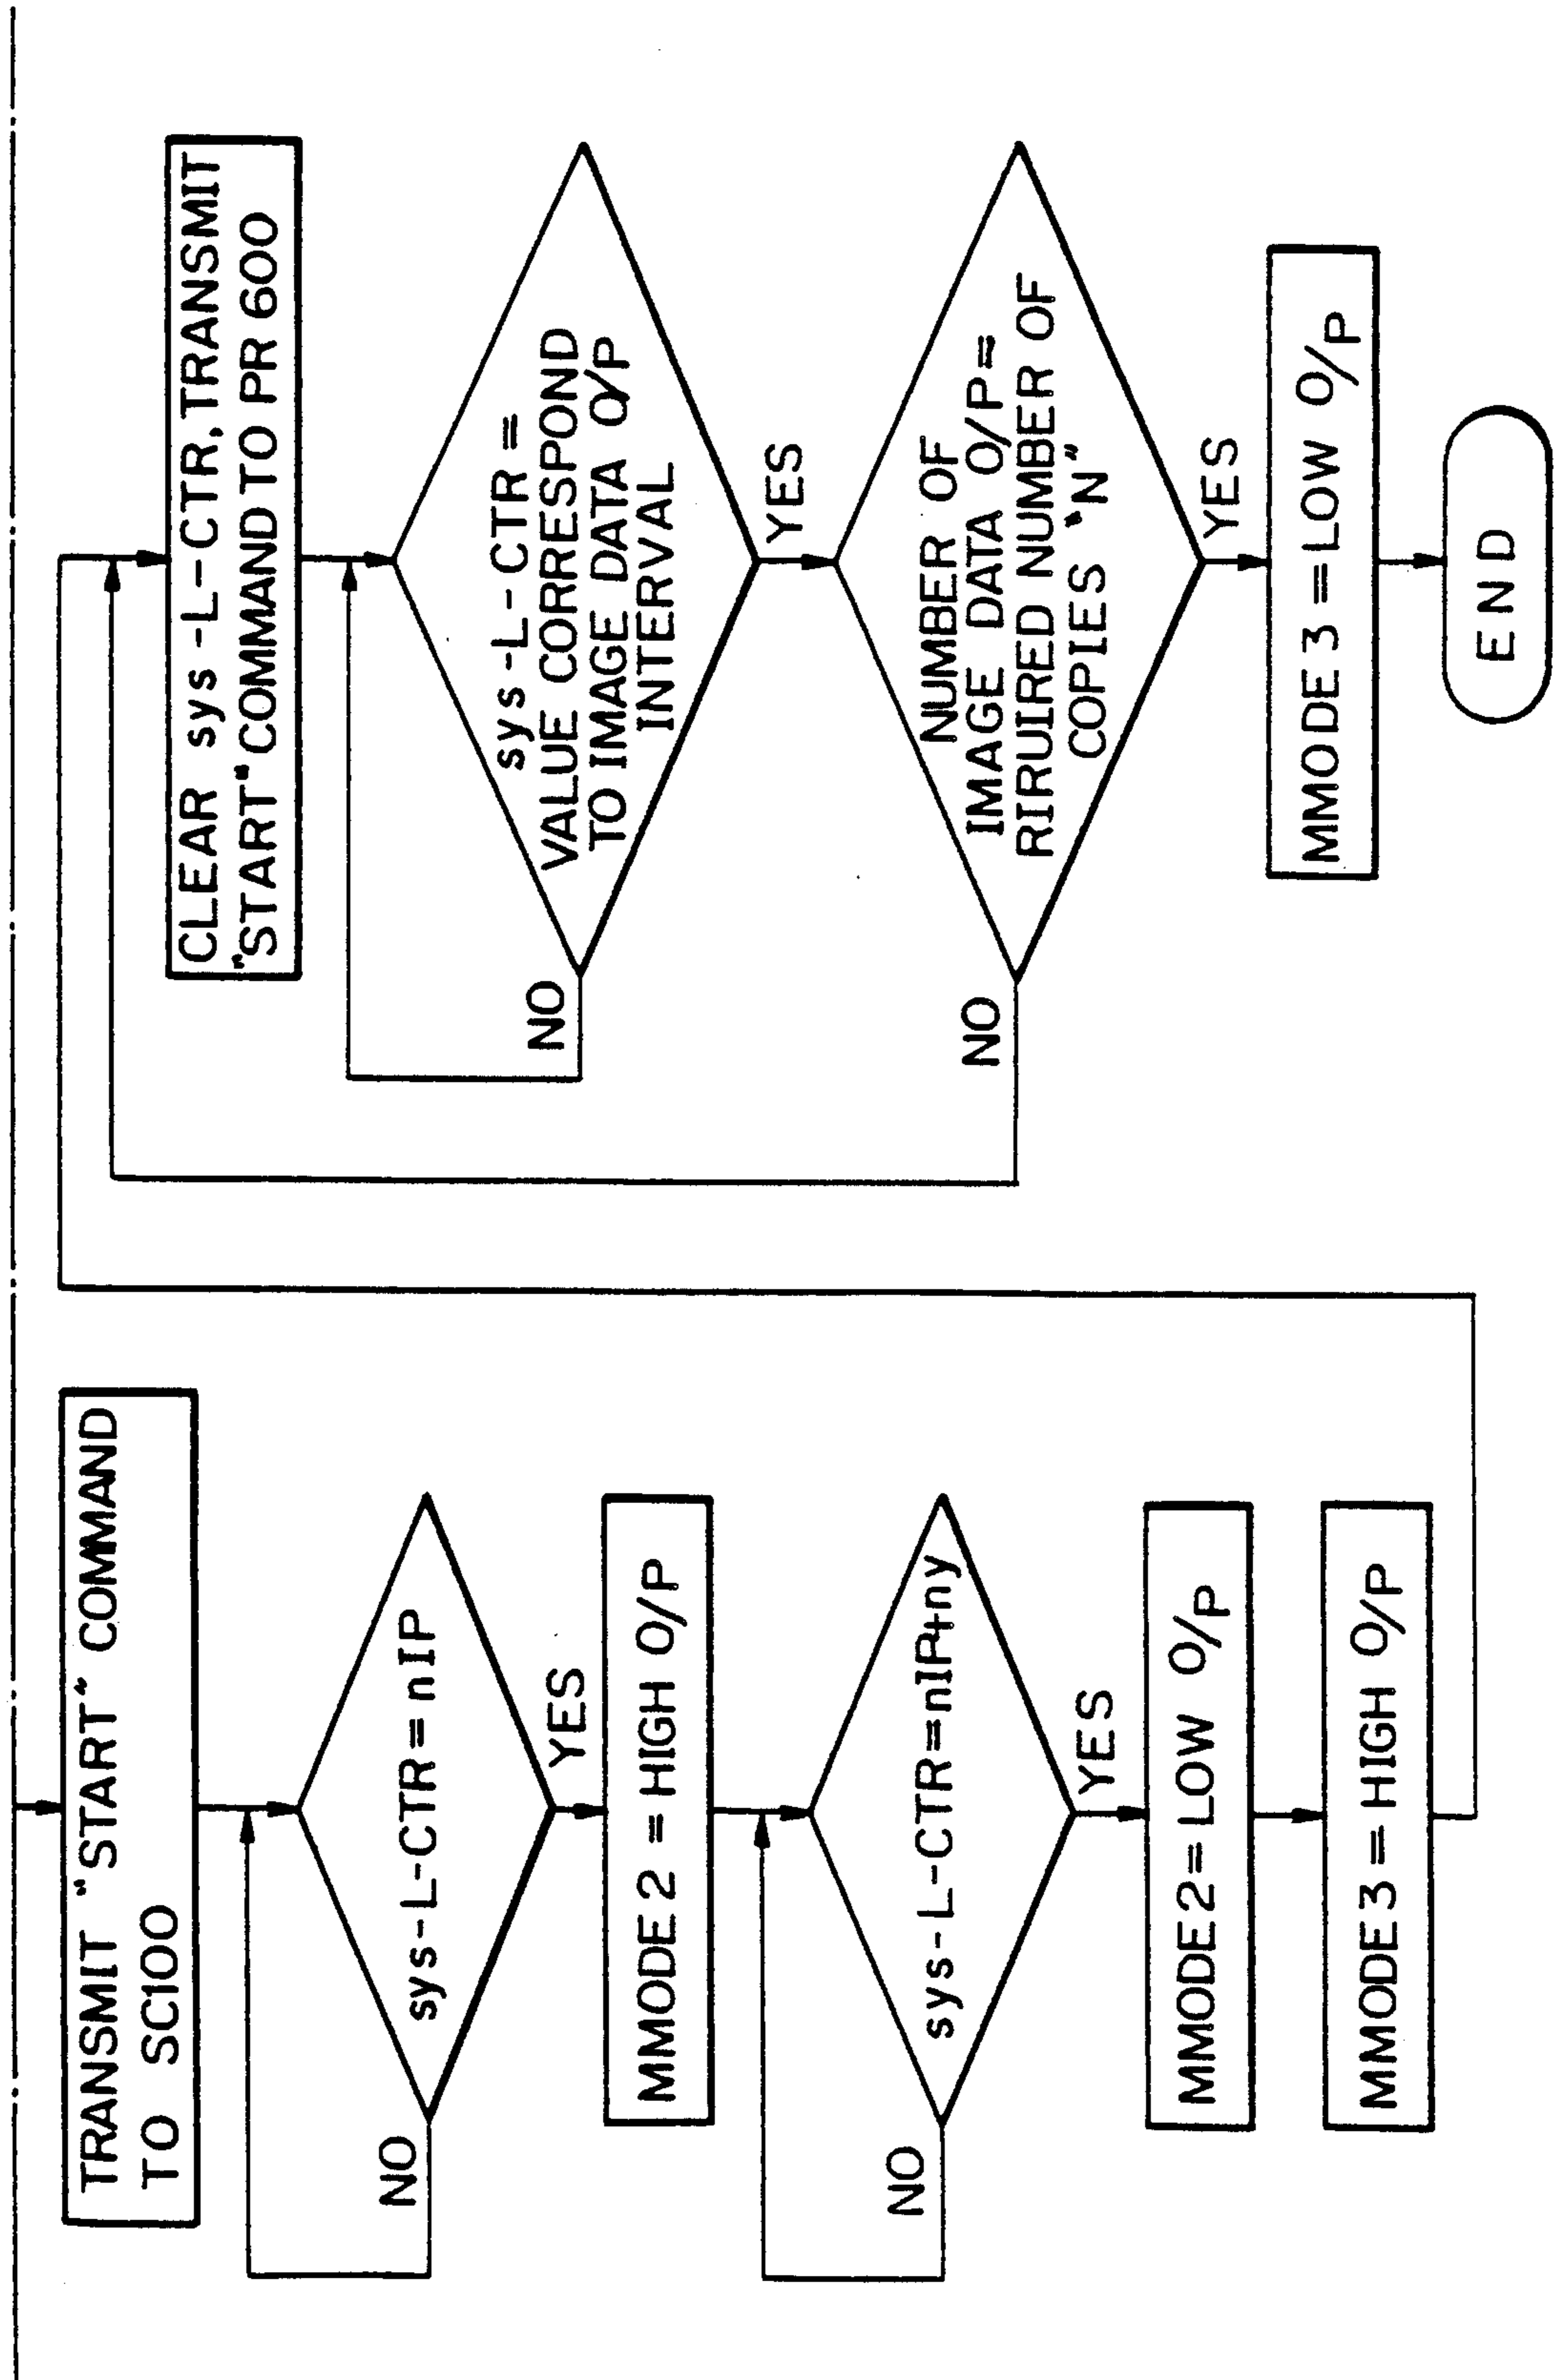 TRANSMIT "START" COMMAND
TO SC100
sys-L-CTR=nIP
NO
YES
MMODE 2 = HIGH O/P
sys-L-CTR=nIP+ny
NO
YES
MMODE 2=LOW O/P
MMODE 3 = HIGH O/P
CLEAR sys-L-CTR,TRANSMIT
"START" COMMAND TO PR 600
sys-L-CTR =
VALUE CORRESPOND
TO IMAGE DATA O/P
INTERVAL
NO
YES
NUMBER OF
IMAGE DATA O/P=
RIRUIRED NUMBER OF
COPIES "N"
NO
YES
MMODE 3 = LOW O/P
END